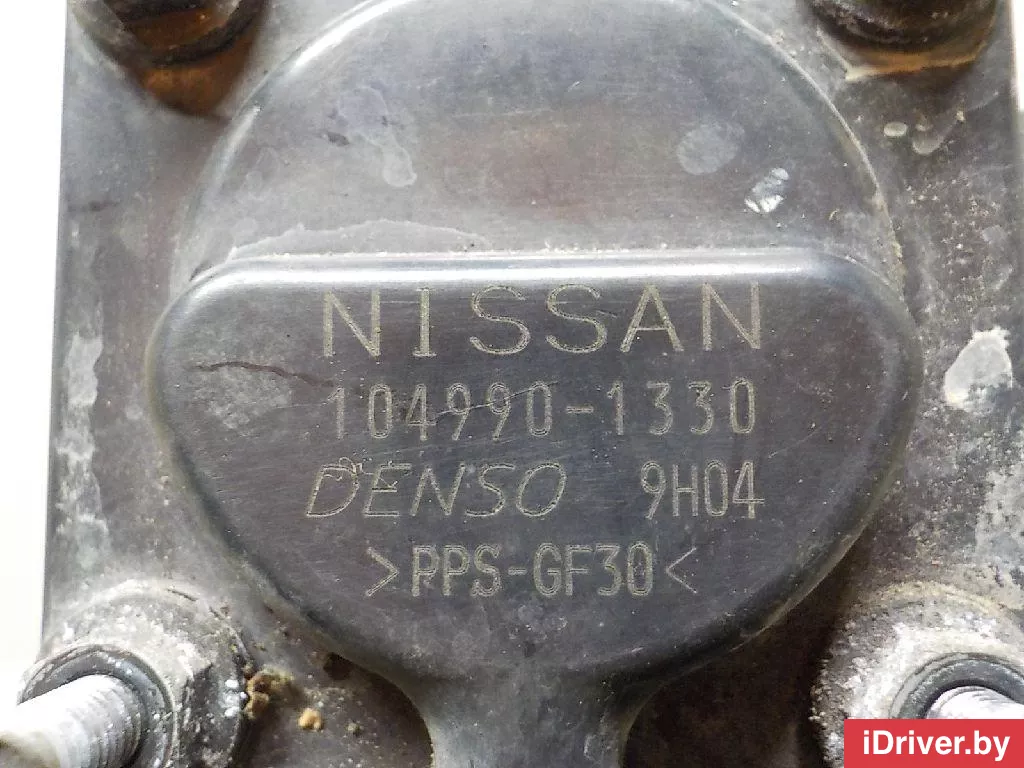 NISSAN
104990-1330
DENSO 9H04
>PPS-GF30<
iDriver.by